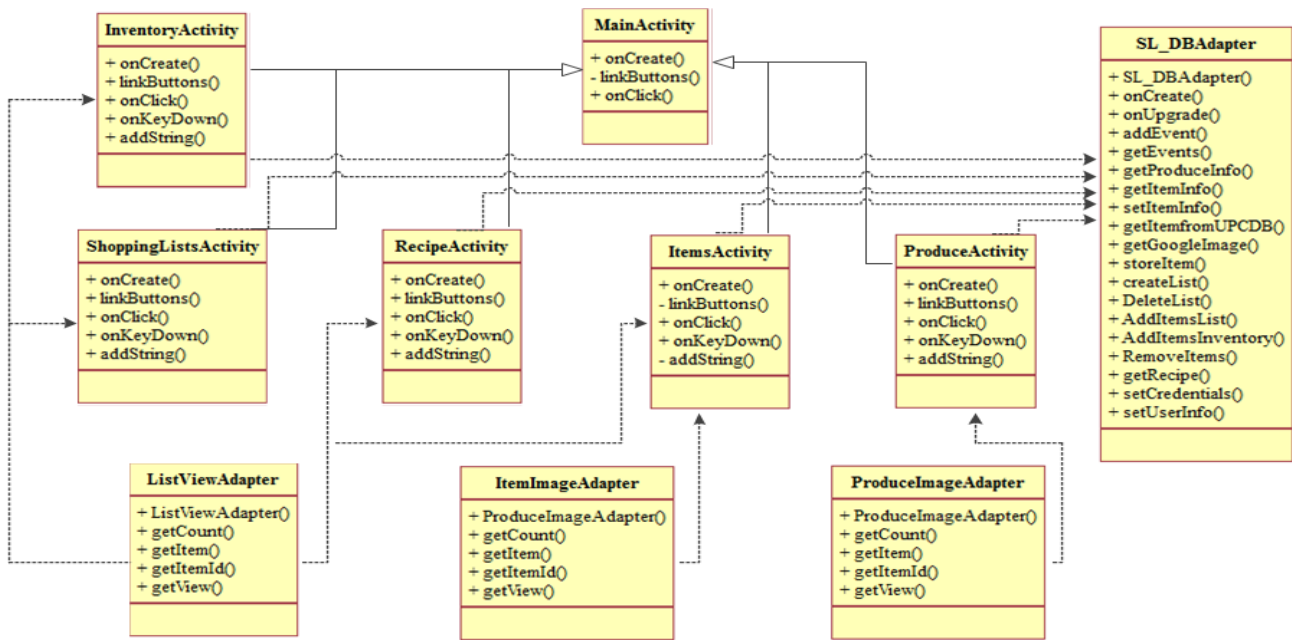 InventoryActivity
+ onCreate()
+ linkButtons()
+ onClick()
+ onKeyDown()
+ addString()
MainActivity
+ onCreate()
- linkButtons()
+ onClick()
SL_DBAdapter
+ SL_DBAdapter()
+ onCreate()
+ onUpgrade()
+ addEvent()
+ getEvents()
+ getProduceInfo()
+ getItemInfo()
+ setItemInfo()
+ getItemfromUPCDB()
+ getGoogleImage()
+ storeItem()
+ createList()
+ DeleteList()
+ AddItemsList()
+ AddItemsInventory()
+ RemoveItems()
+ getRecipe()
+ setCredentials()
+ setUserInfo()
ShoppingListsActivity
+ onCreate()
+ linkButtons()
+ onClick()
+ onKeyDown()
+ addString()
RecipeActivity
+ onCreate()
+ linkButtons()
+ onClick()
+ onKeyDown()
+ addString()
ItemsActivity
+ onCreate()
- linkButtons()
+ onClick()
+ onKeyDown()
- addString()
ProduceActivity
+ onCreate()
+ linkButtons()
+ onClick()
+ onKeyDown()
+ addString()
ListViewAdapter
+ ListViewAdapter()
+ getCount()
+ getItem()
+ getItemId()
+ getView()
ItemImageAdapter
+ ProduceImageAdapter()
+ getCount()
+ getItem()
+ getItemId()
+ getView()
ProduceImageAdapter
+ ProduceImageAdapter()
+ getCount()
+ getItem()
+ getItemId()
+ getView()